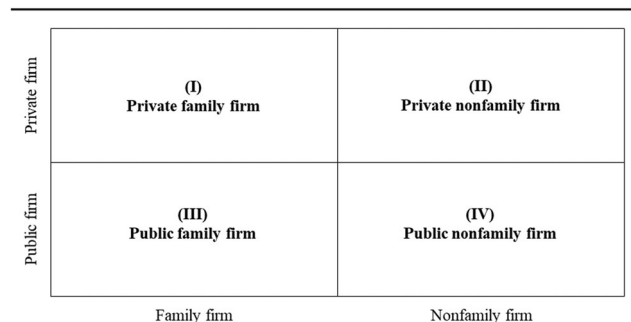 Private firm
(I)
Private family firm
(II)
Private nonfamily firm
Public firm
(III)
Public family firm
(IV)
Public nonfamily firm
Family firm
Nonfamily firm